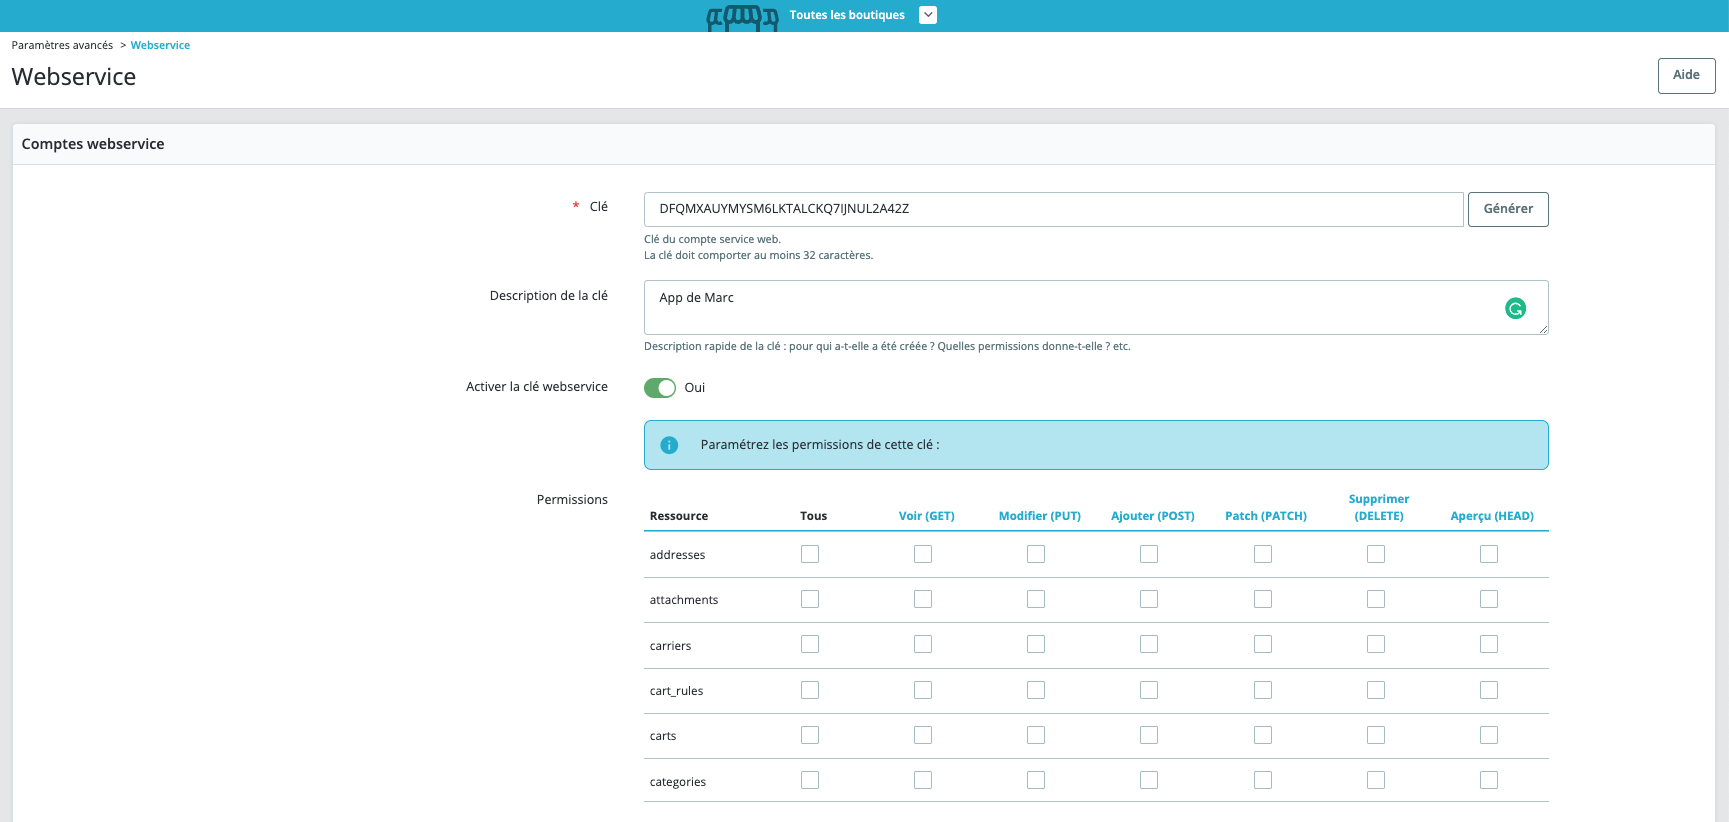 Toutes les boutiques
Paramètres avancés > Webservice
Webservice
Aide
Comptes webservice
* Clé
DFQMXAUYMYSM6LKTALCKQ7IJNUL2A42Z
Générer
Clé du compte service web.
La clé doit comporter au moins 32 caractères.
Description de la clé
App de Marc
Description rapide de la clé : pour qui a-t-elle a été créée ? Quelles permissions donne-t-elle ? etc.
Activer la clé webservice
Oui
Paramétrez les permissions de cette clé :
Permissions
Ressource Tous Voir (GET) Modifier (PUT) Ajouter (POST) Patch (PATCH) Supprimer (DELETE) Aperçu (HEAD)
addresses
attachments
carriers
cart_rules
carts
categories